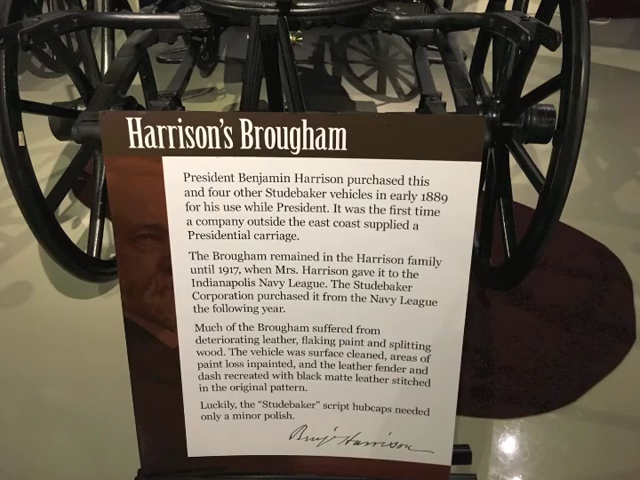 Harrison's Brougham
President Benjamin Harrison purchased this
and four other Studebaker vehicles in early 1889
for his use while President. It was the first time
a company outside the east coast supplied a
Presidential carriage.
The Brougham remained in the Harrison family
until 1917, when Mrs. Harrison gave it to the
Indianapolis Navy League. The Studebaker
Corporation purchased it from the Navy League
the following year.
Much of the Brougham suffered from
deteriorating leather, flaking paint and splitting
wood. The vehicle was surface cleaned, areas of
paint loss inpainted, and the leather fender and
dash recreated with black matte leather stitched
in the original pattern.
Luckily, the "Studebaker" script hubcaps needed
only a minor polish.
Benj Harrison